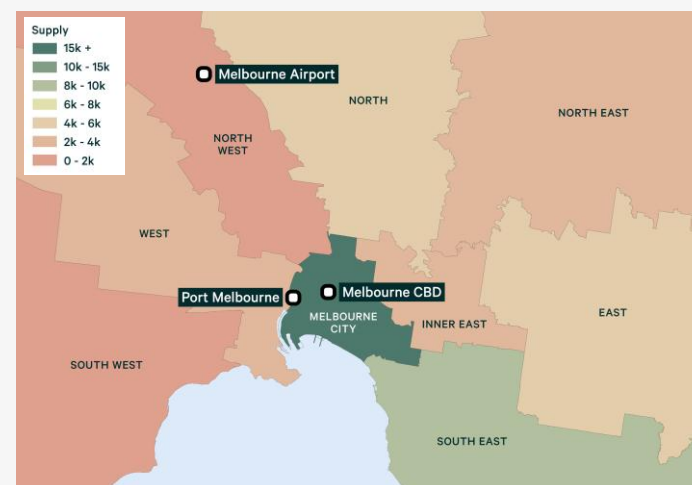 Supply
15k +
10k - 15k
8k - 10k
6k - 8k
4k - 6k
2k - 4k
0 - 2k
Melbourne Airport
NORTH
NORTH EAST
NORTH
WEST
WEST
Port Melbourne
Melbourne CBD
MELBOURNE
CITY
INNER EAST
EAST
SOUTH WEST
SOUTH EAST